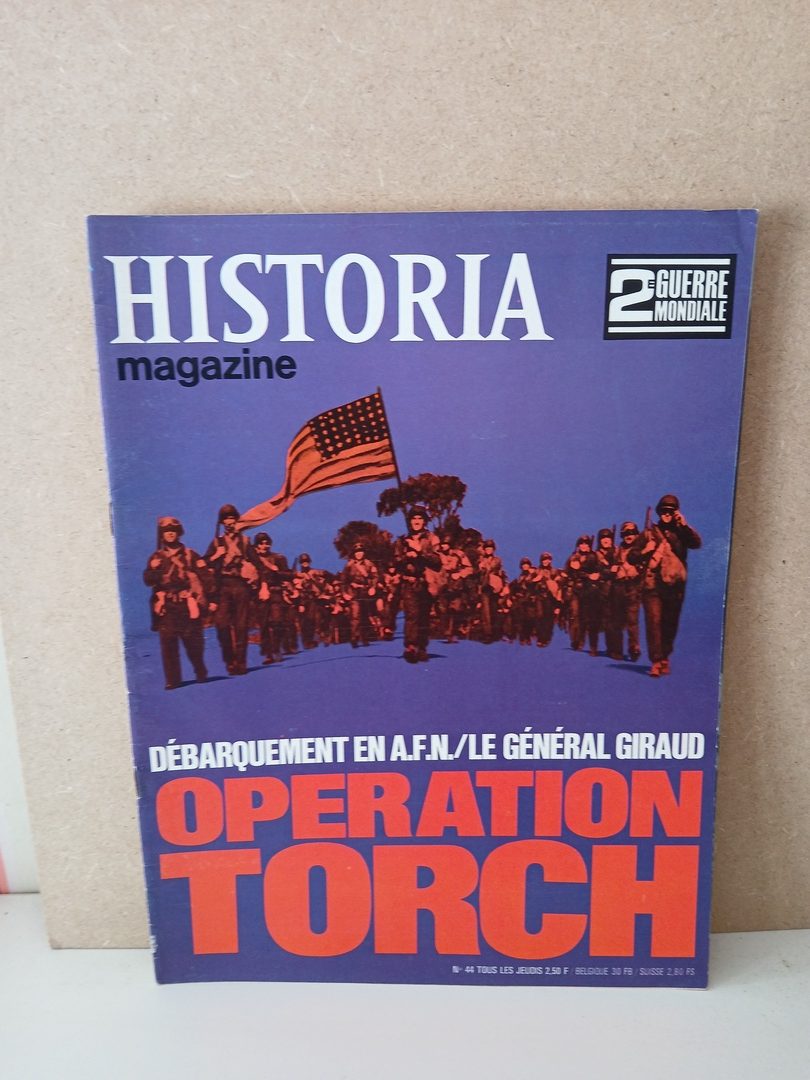 HISTORIA
magazine
2E GUERRE
MONDIALE
DÉBARQUEMENT EN A.F.N./LE GÉNÉRAL GIRAUD
OPERATION
TORCH
N° 44 TOUS LES JEUDIS 2,50 F / BELGIQUE 30 FB / SUISSE 2,80 FS